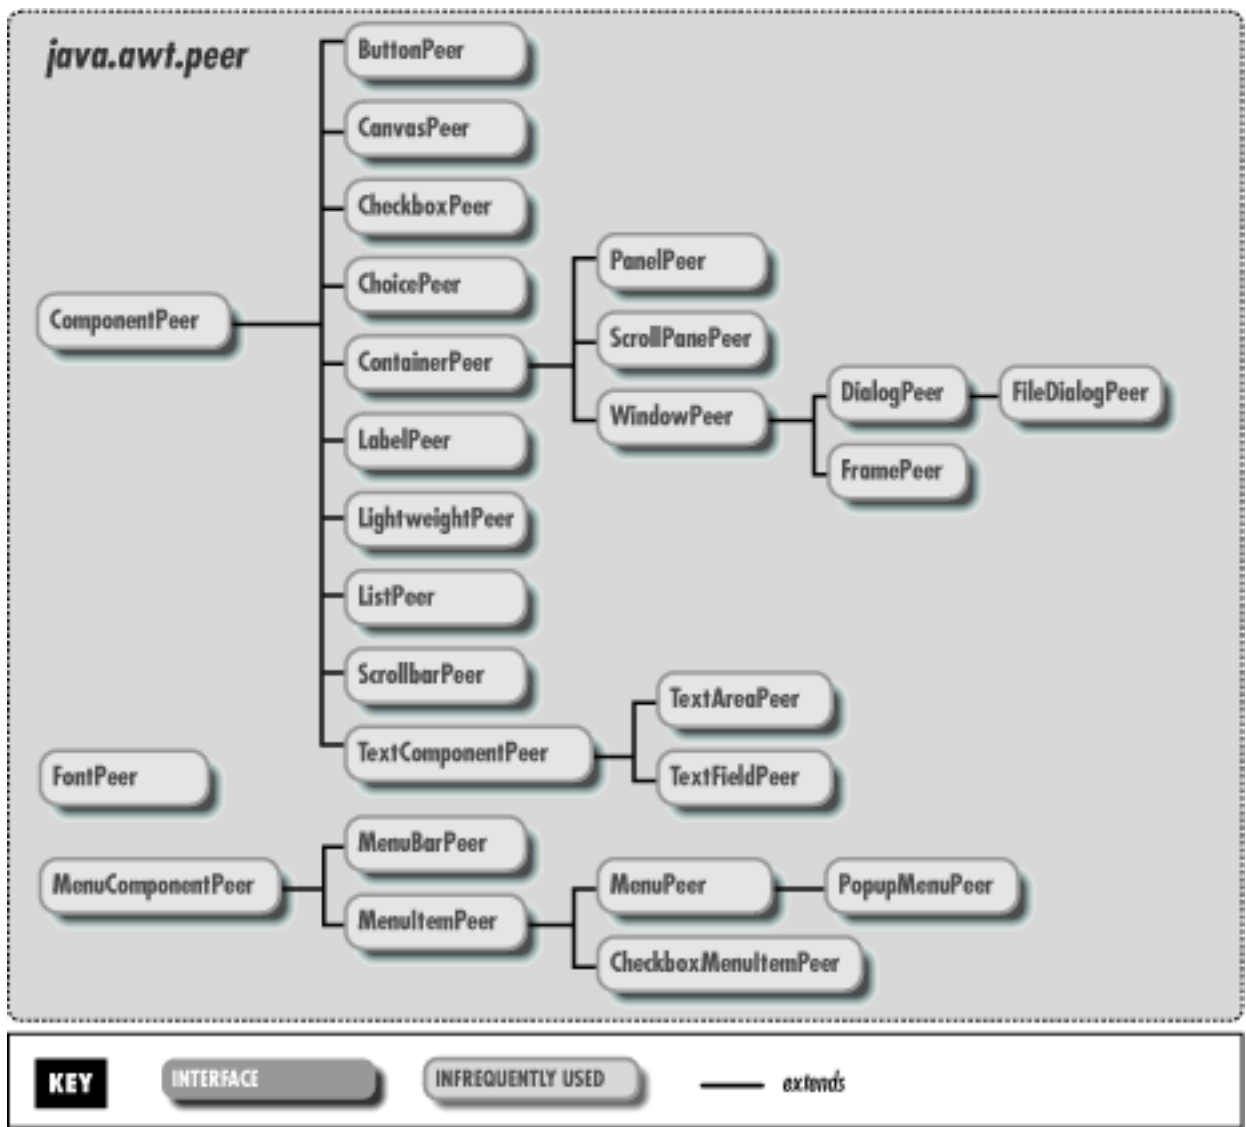 java.awt.peer
ButtonPeer
CanvasPeer
CheckboxPeer
ChoicePeer
PanelPeer
ComponentPeer
ScrollPanePeer
ContainerPeer
DialogPeer
FileDialogPeer
WindowPeer
LabelPeer
FramePeer
LightweightPeer
ListPeer
ScrollbarPeer
TextAreaPeer
TextComponentPeer
FontPeer
TextFieldPeer
MenuBarPeer
MenuComponentPeer
MenuPeer
PopupMenuPeer
MenuItemPeer
CheckboxMenuItemPeer
KEY
INTERFACE
INFREQUENTLY USED
extends